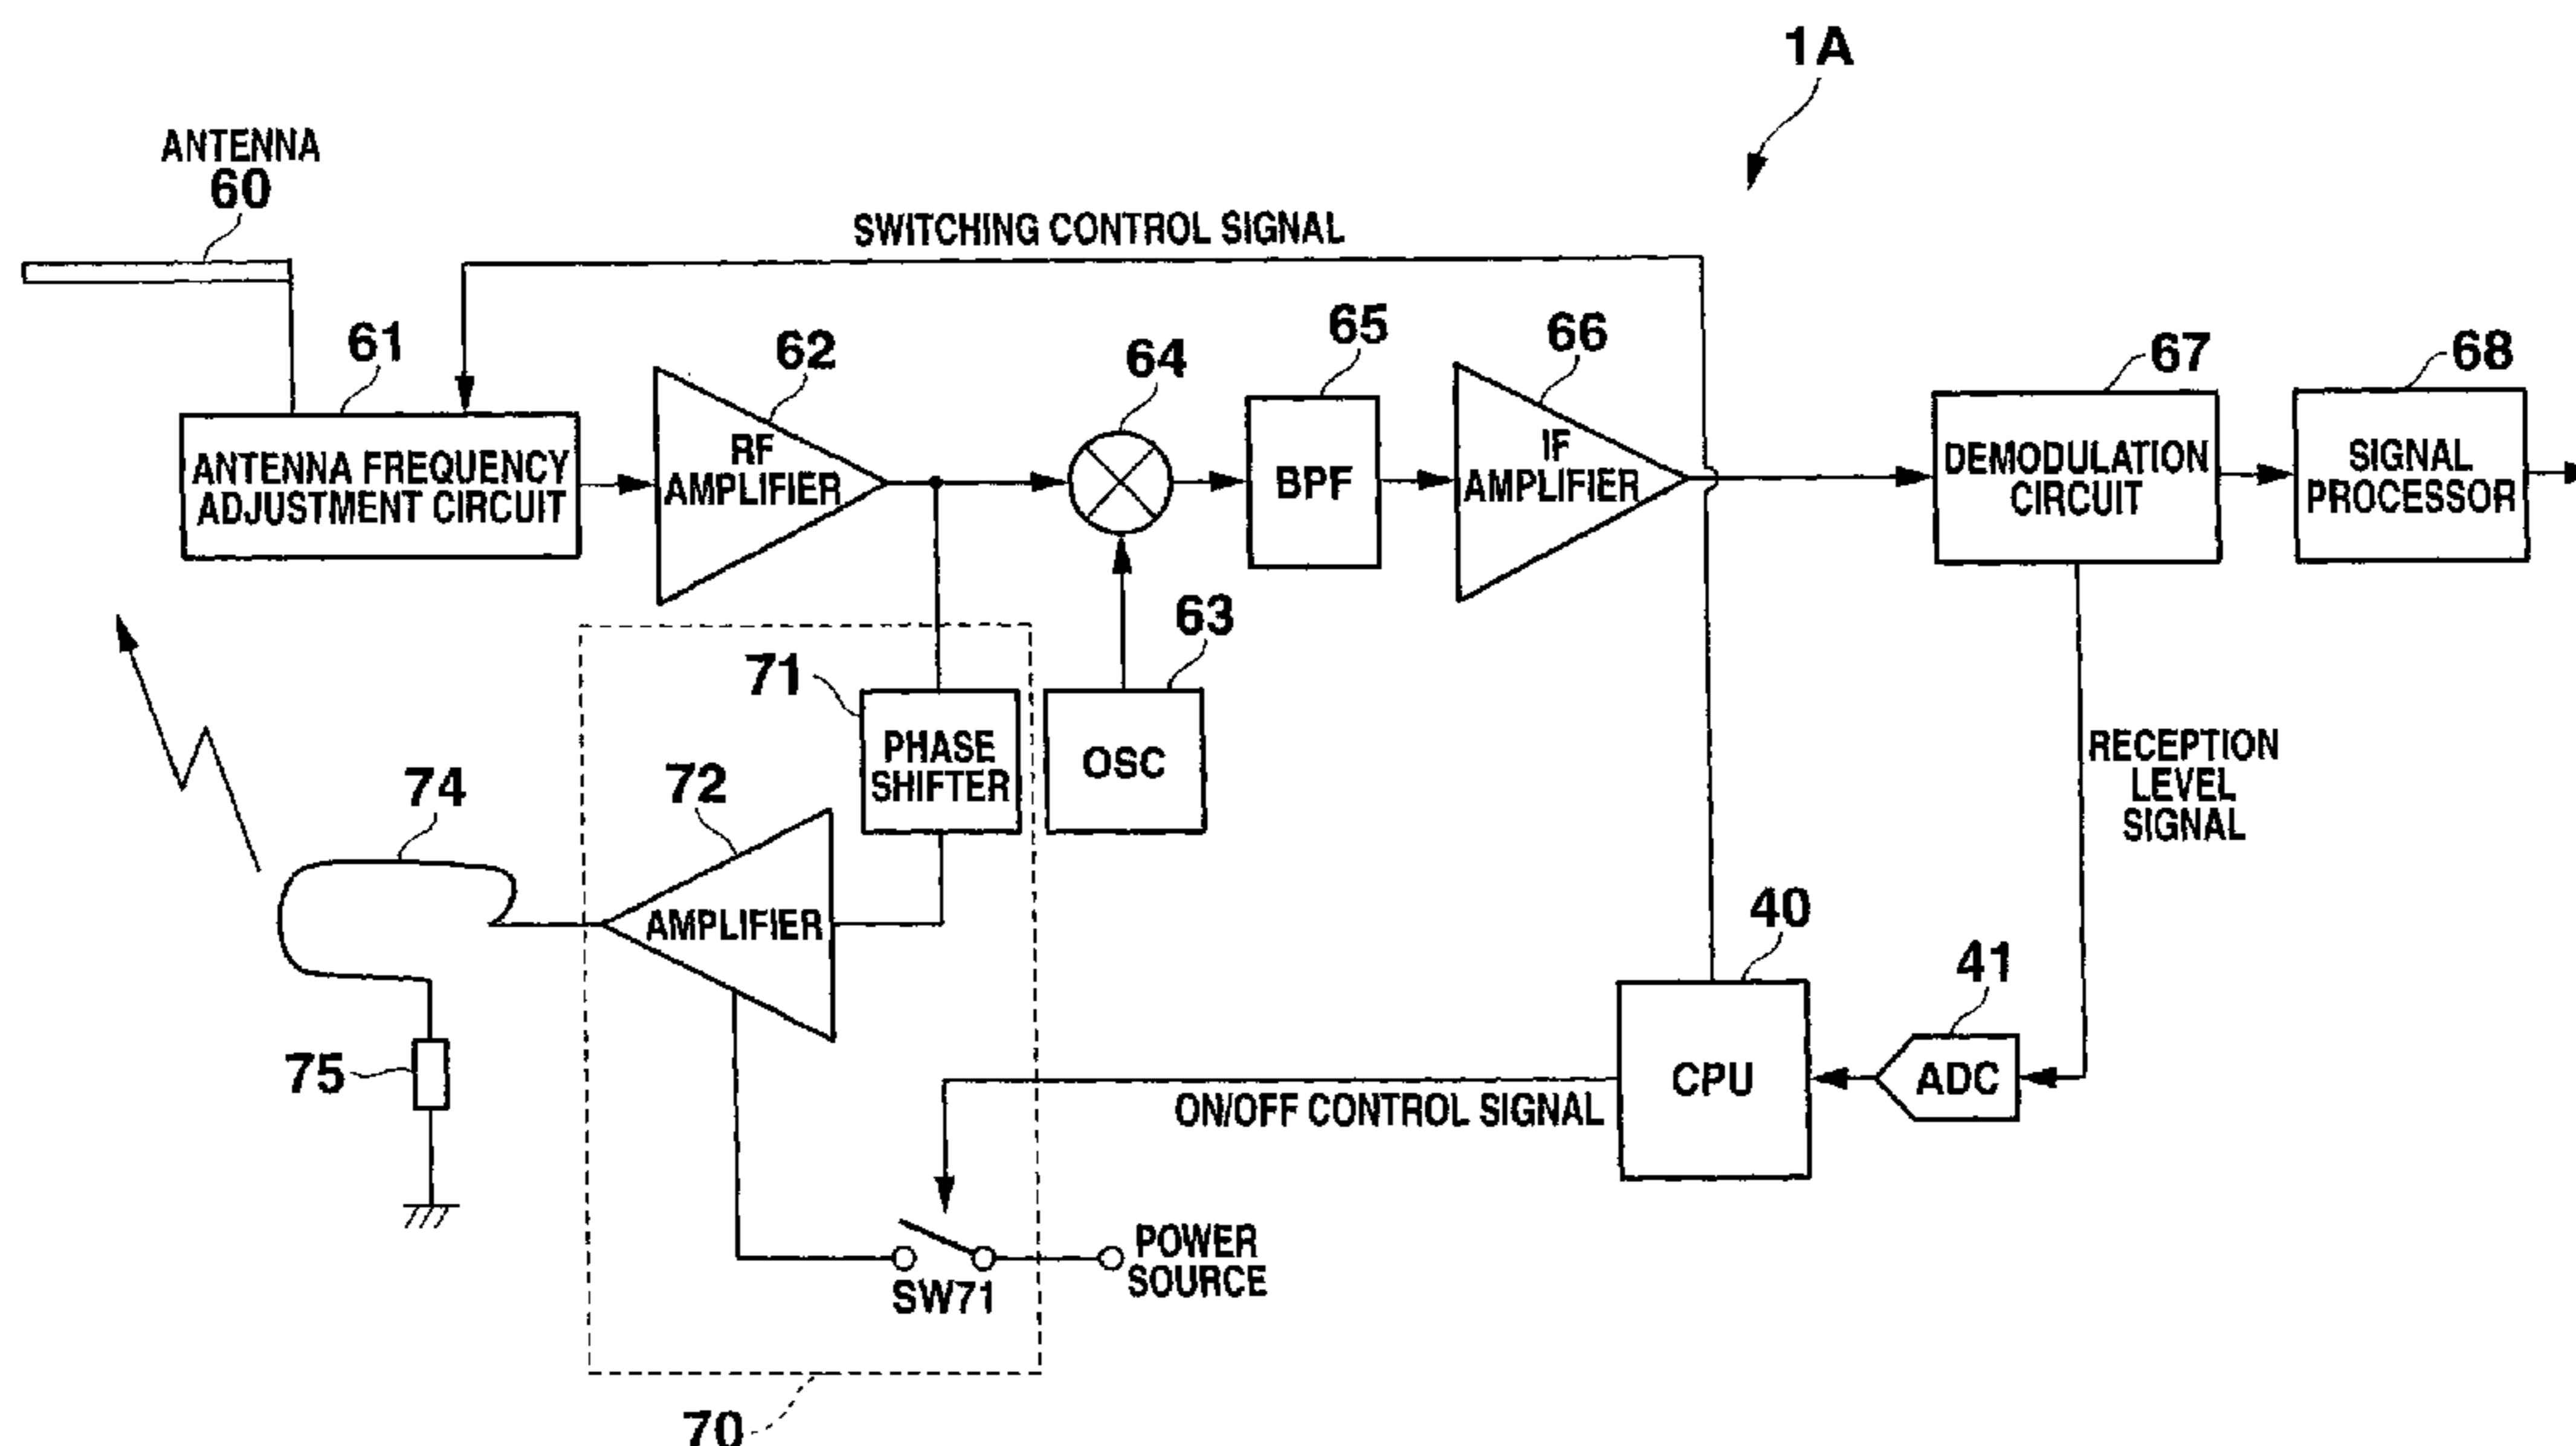 1A
ANTENNA
60
SWITCHING CONTROL SIGNAL
61
62
64
65
66
67
68
ANTENNA FREQUENCY
ADJUSTMENT CIRCUIT
RF
AMPLIFIER
BPF
IF
AMPLIFIER
DEMODULATION
CIRCUIT
SIGNAL
PROCESSOR
63
71
PHASE
SHIFTER
OSC
RECEPTION
LEVEL
SIGNAL
74
72
AMPLIFIER
40
41
75
CPU
ADC
ON/OFF CONTROL SIGNAL
POWER
SOURCE
SW71
70